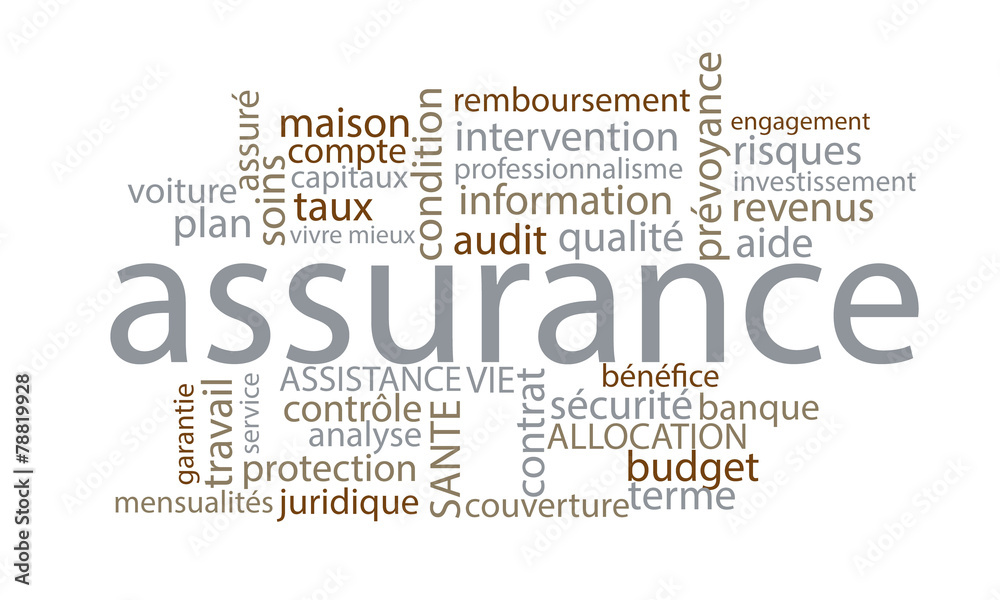 assuré
maison
compte
soins
capitaux
voiture
taux
plan
vivre mieux
condition
remboursement
intervention
professionnalisme
information
audit
qualité
prévoyance
engagement
risques
investissement
revenus
aide
assurance
garantie
travail
service
ASSISTANCE
VIE
contrôle
analyse
protection
SANTE
mensualités
juridique
contrat
bénéfice
sécurité
banque
ALLOCATION
budget
couverture
terme
Adobe Stock | #78819928